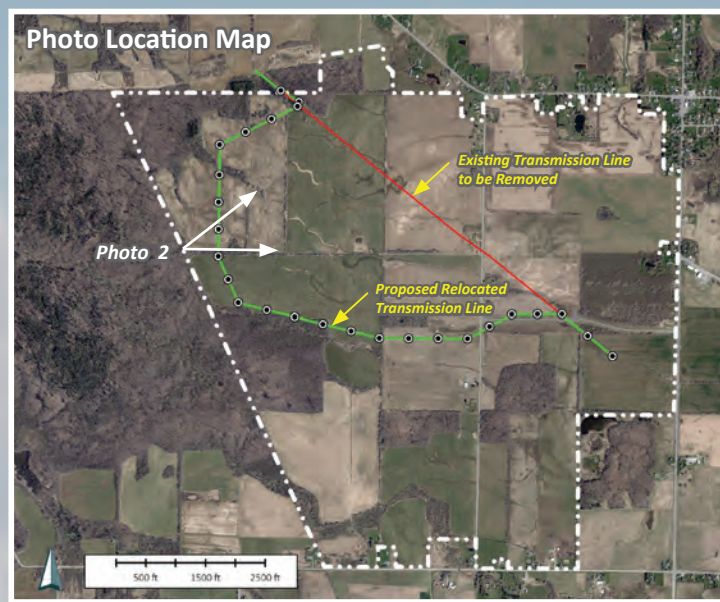 Photo Location Map
Existing Transmission Line
to be Removed
Photo 2
Proposed Relocated
Transmission Line
500 ft 1500 ft 2500 ft